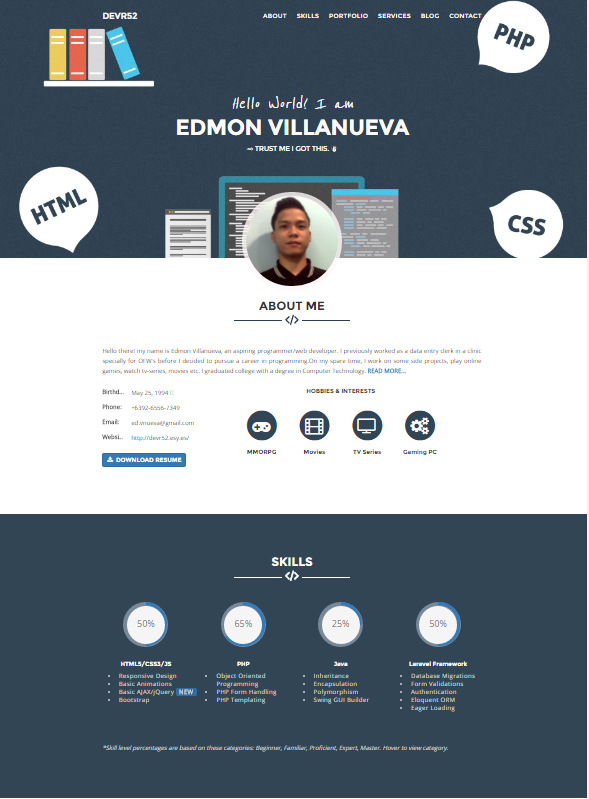 DEVR52
ABOUT SKILLS PORTFOLIO SERVICES BLOG CONTACT
PHP
Hello World! I am
EDMON VILLANUEVA
TRUST ME I GOT THIS.
HTML
CSS
ABOUT ME
</>
Hello there! my name is Edmon Villanueva, an aspiring programmer/web developer. I previously worked as a data entry clerk in a clinic
specially for OFW's before I decided to pursue a career in programming.On my spare time, I work on some side projects, play online
games, watch tv-series, movies etc.. I graduated college with a degree in Computer Technology. READ MORE...
Birthd... May 25, 1994
Phone: +6392-6556-7349
Email: ed.vnueva@gmail.com
Websi... http://devr52.esy.es/
DOWNLOAD RESUME
HOBBIES & INTERESTS
MMORPG Movies TV Series Gaming PC
SKILLS
</>
50% 65% 25% 50%
HTML5/CSS3/JS
• Responsive Design
• Basic Animations
• Basic AJAX/jQuery NEW
• Bootstrap
PHP
• Object Oriented
Programming
• PHP Form Handling
• PHP Templating
Java
• Inheritance
• Encapsulation
• Polymorphism
• Swing GUI Builder
Laravel Framework
• Database Migrations
• Form Validations
• Authentication
• Eloquent ORM
• Eager Loading
*Skill level percentages are based on these categories: Beginner, Familiar, Proficient, Expert, Master. Hover to view category.